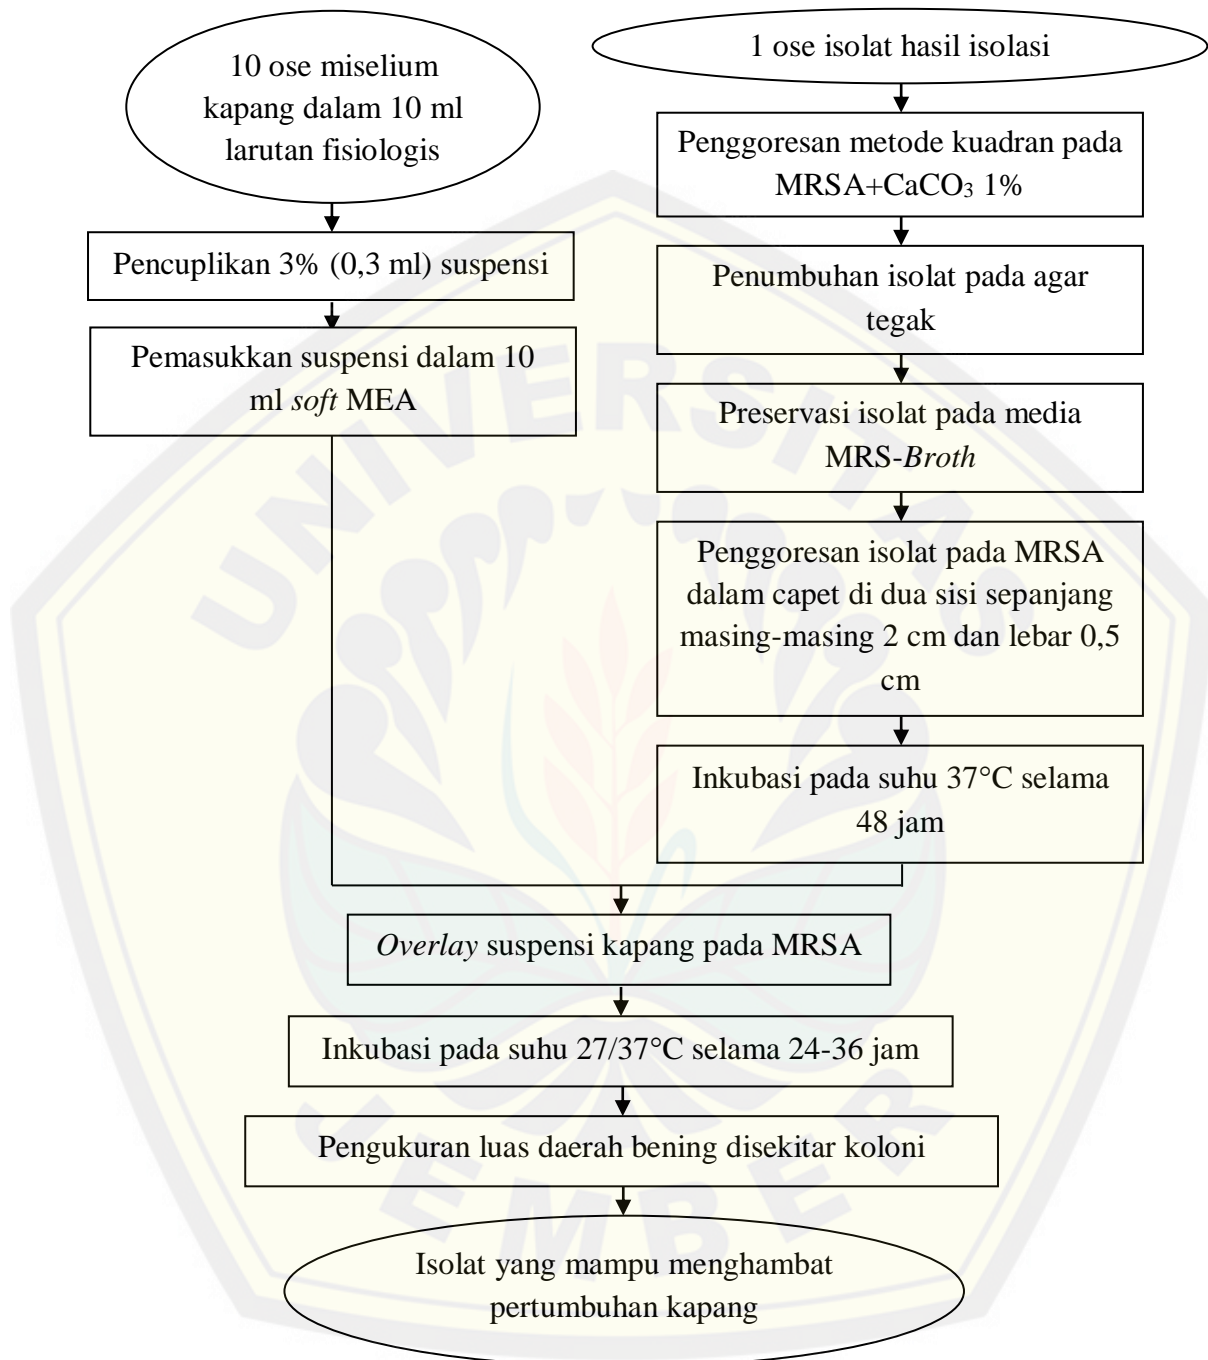 10 ose miselium
kapang dalam 10 ml
larutan fisiologis
Pencuplikan 3% (0,3 ml) suspensi
Pemasukkan suspensi dalam 10
ml soft MEA
1 ose isolat hasil isolasi
Penggoresan metode kuadran pada
MRSA+CaCO₃ 1%
Penumbuhan isolat pada agar
tegak
Preservasi isolat pada media
MRS-Broth
Penggoresan isolat pada MRSA
dalam capet di dua sisi sepanjang
masing-masing 2 cm dan lebar 0,5
cm
Inkubasi pada suhu 37°C selama
48 jam
Overlay suspensi kapang pada MRSA
Inkubasi pada suhu 27/37°C selama 24-36 jam
Pengukuran luas daerah bening disekitar koloni
Isolat yang mampu menghambat
pertumbuhan kapang
UNIVERSITAS
JEMBER